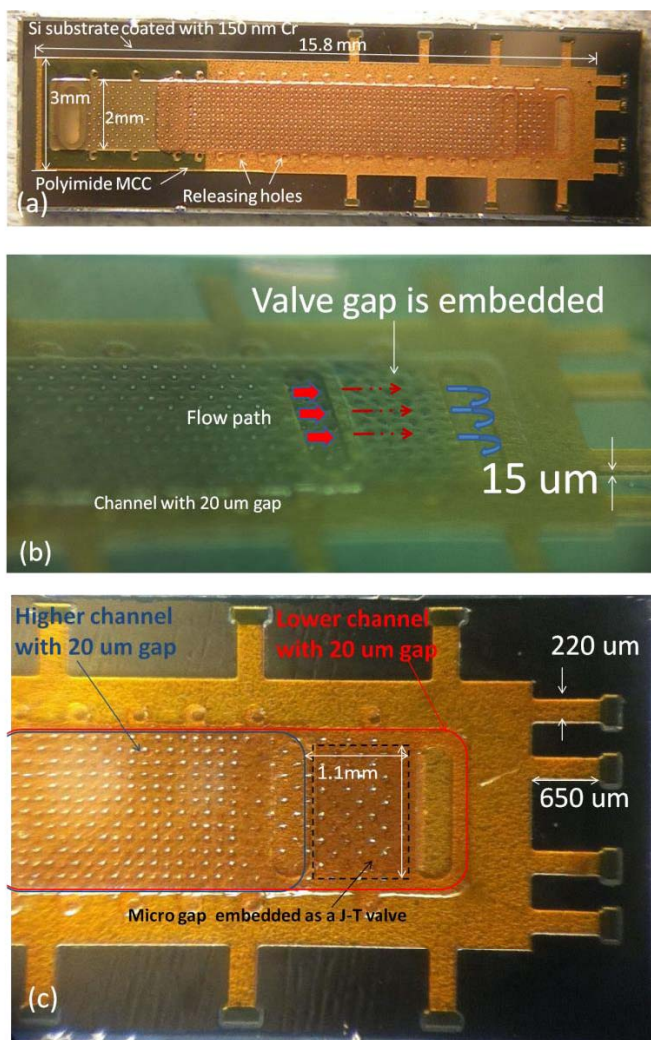 Si substrate coated with 150 nm Cr
15.8 mm
3mm
2mm
Polyimide MCC
Releasing holes
(a)
Valve gap is embedded
Flow path
15 um
Channel with 20 um gap
(b)
Higher channel
with 20 um gap
Lower channel
with 20 um gap
220 um
1.1mm
650 um
Micro gap embedded as a J-T valve
(c)